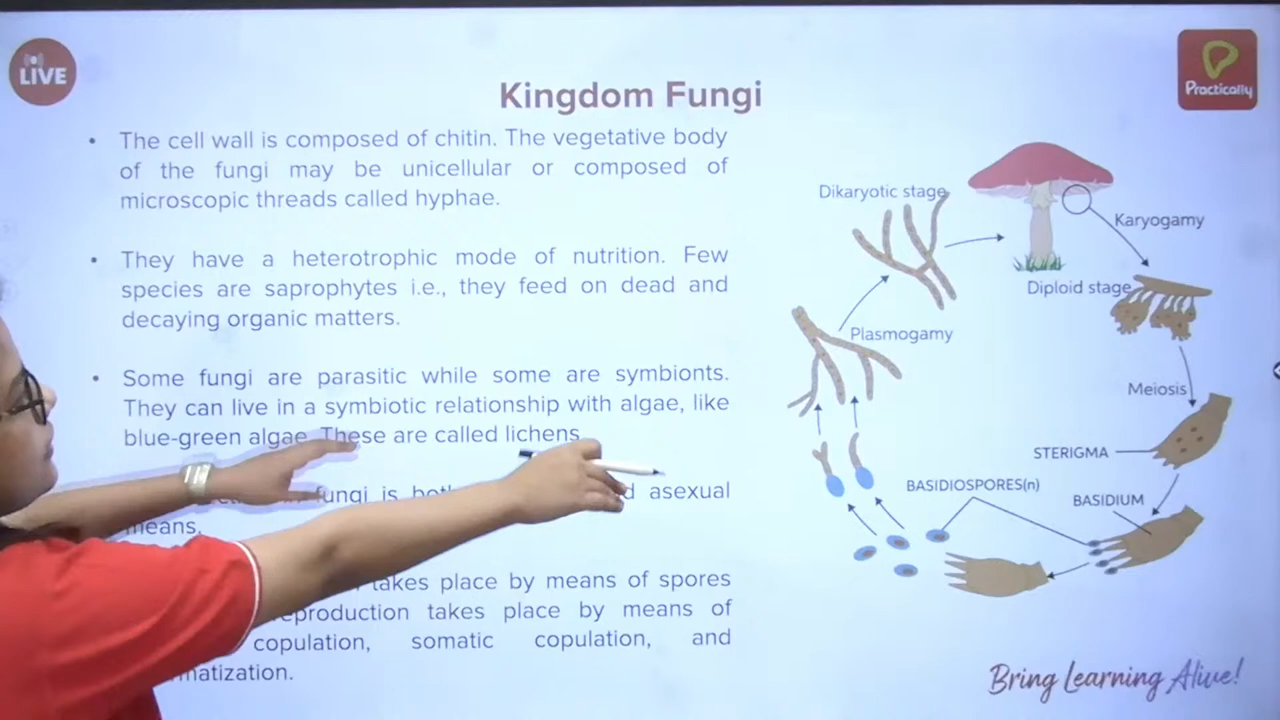 LIVE
Practically
Kingdom Fungi
• The cell wall is composed of chitin. The vegetative body
of the fungi may be unicellular or composed of
microscopic threads called hyphae.
• They have a heterotrophic mode of nutrition. Few
species are saprophytes i.e., they feed on dead and
decaying organic matters.
• Some fungi are parasitic while some are symbionts.
They can live in a symbiotic relationship with algae, like
blue-green algae. These are called lichens.
fungi is asexual
means.
takes place by means of spores
takes place by means of
copulation, somatic copulation, and
Dikaryotic stage
Karyogamy
Diploid stage
Plasmogamy
Meiosis
STERIGMA
BASIDIOSPORES(n)
BASIDIUM
Bring Learning Alive!